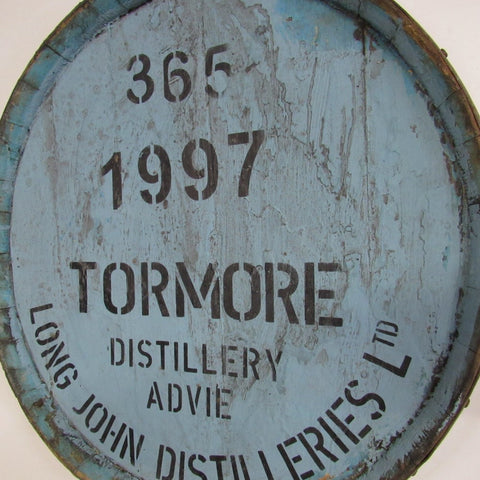 365
1997
TORMORE
DISTILLERY
ADVIE
LONG JOHN DISTILLERIES LTD